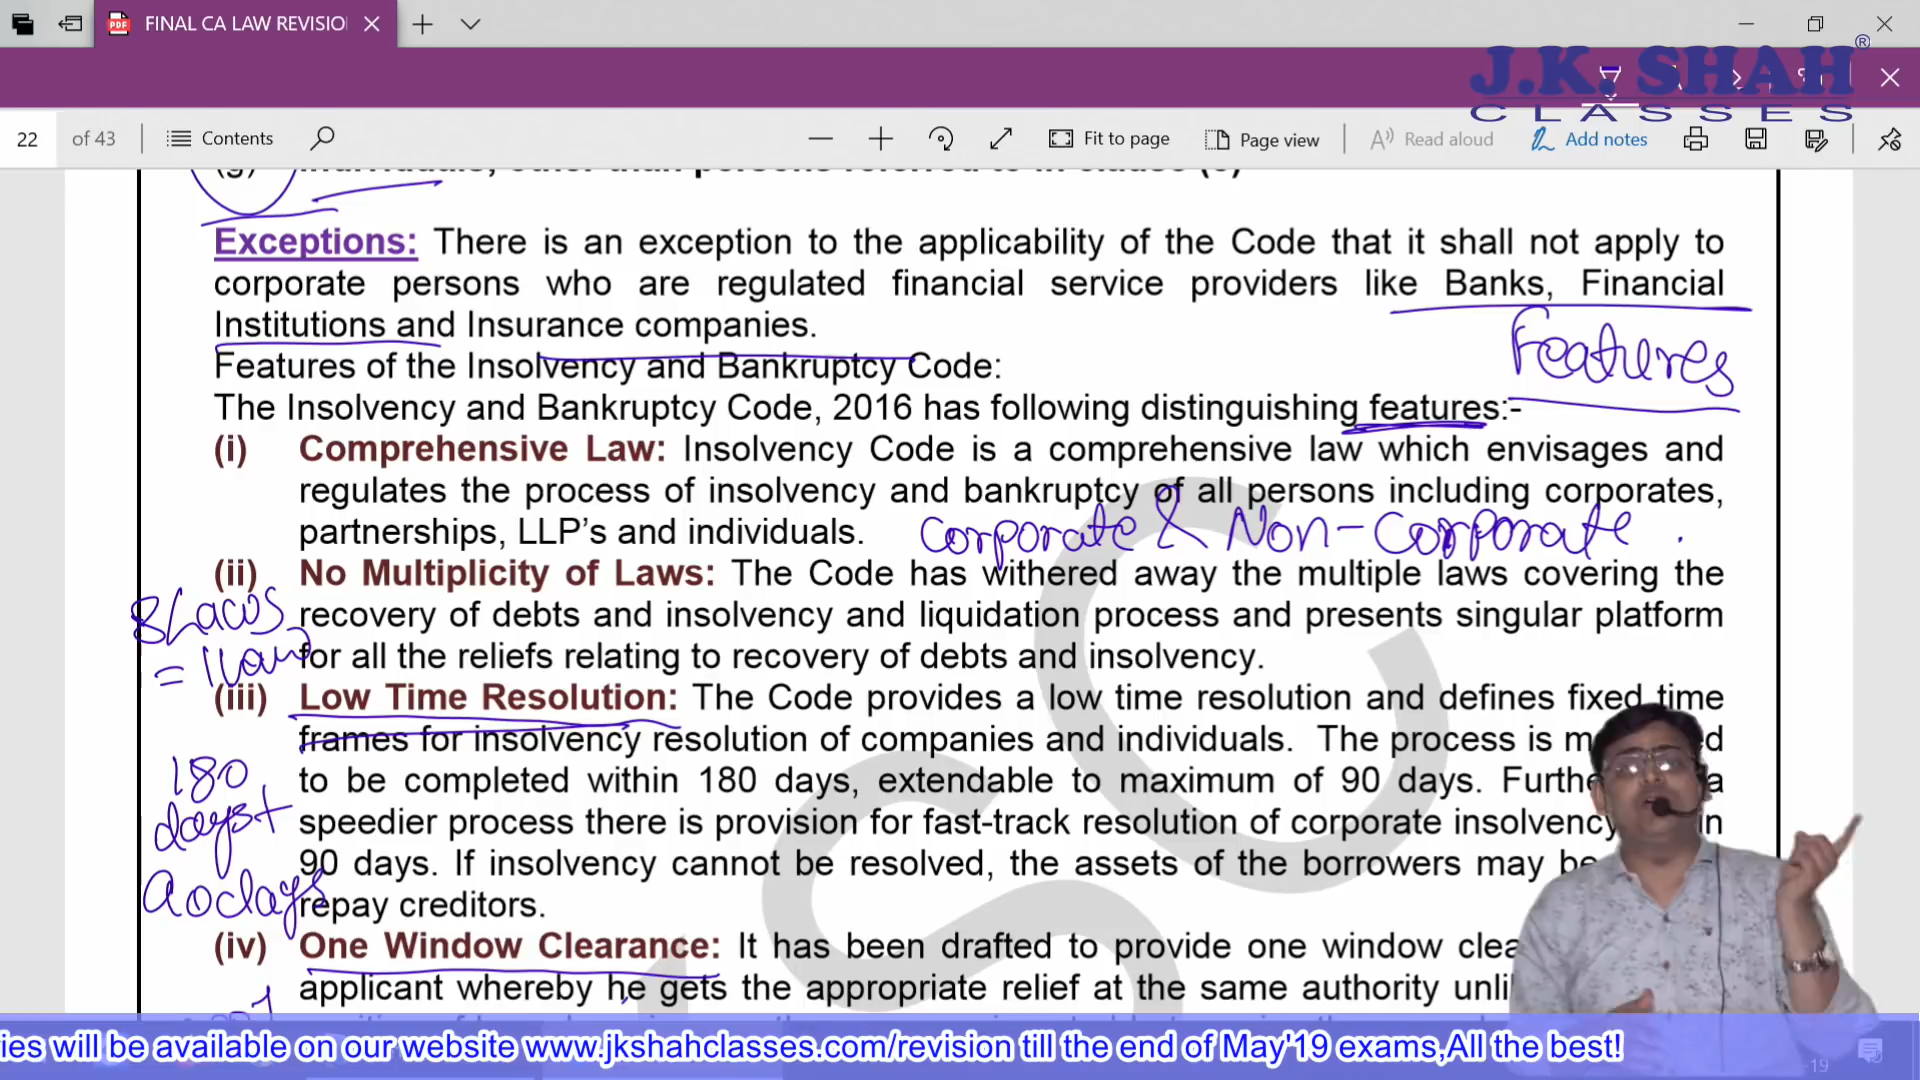 FINAL CA LAW REVISIO
J.K. SHAH®
CLASSES
22 of 43 Contents Fit to page Page view Read aloud Add notes
(g) Individuals, other than persons referred to in clause (e)
Exceptions: There is an exception to the applicability of the Code that it shall not apply to
corporate persons who are regulated financial service providers like Banks, Financial
Institutions and Insurance companies.
Features
Features of the Insolvency and Bankruptcy Code:
The Insolvency and Bankruptcy Code, 2016 has following distinguishing features:-
(i) Comprehensive Law: Insolvency Code is a comprehensive law which envisages and
regulates the process of insolvency and bankruptcy of all persons including corporates,
partnerships, LLP’s and individuals.
Corporate & Non-Corporate.
(ii) No Multiplicity of Laws: The Code has withered away the multiple laws covering the
recovery of debts and insolvency and liquidation process and presents singular platform
for all the reliefs relating to recovery of debts and insolvency.
= 1 law
(iii) Low Time Resolution: The Code provides a low time resolution and defines fixed time
frames for insolvency resolution of companies and individuals. The process is
to be completed within 180 days, extendable to maximum of 90 days. a
speedier process there is provision for fast-track resolution of corporate insolvency in
90 days. If insolvency cannot be resolved, the assets of the borrowers may be
repay creditors.
180
days+
90 days
(iv) One Window Clearance: It has been drafted to provide one window
applicant whereby he gets the appropriate relief at the same authority
will be available on our website www.jkshahclasses.com/revision till the end of May'19 exams,All the best!